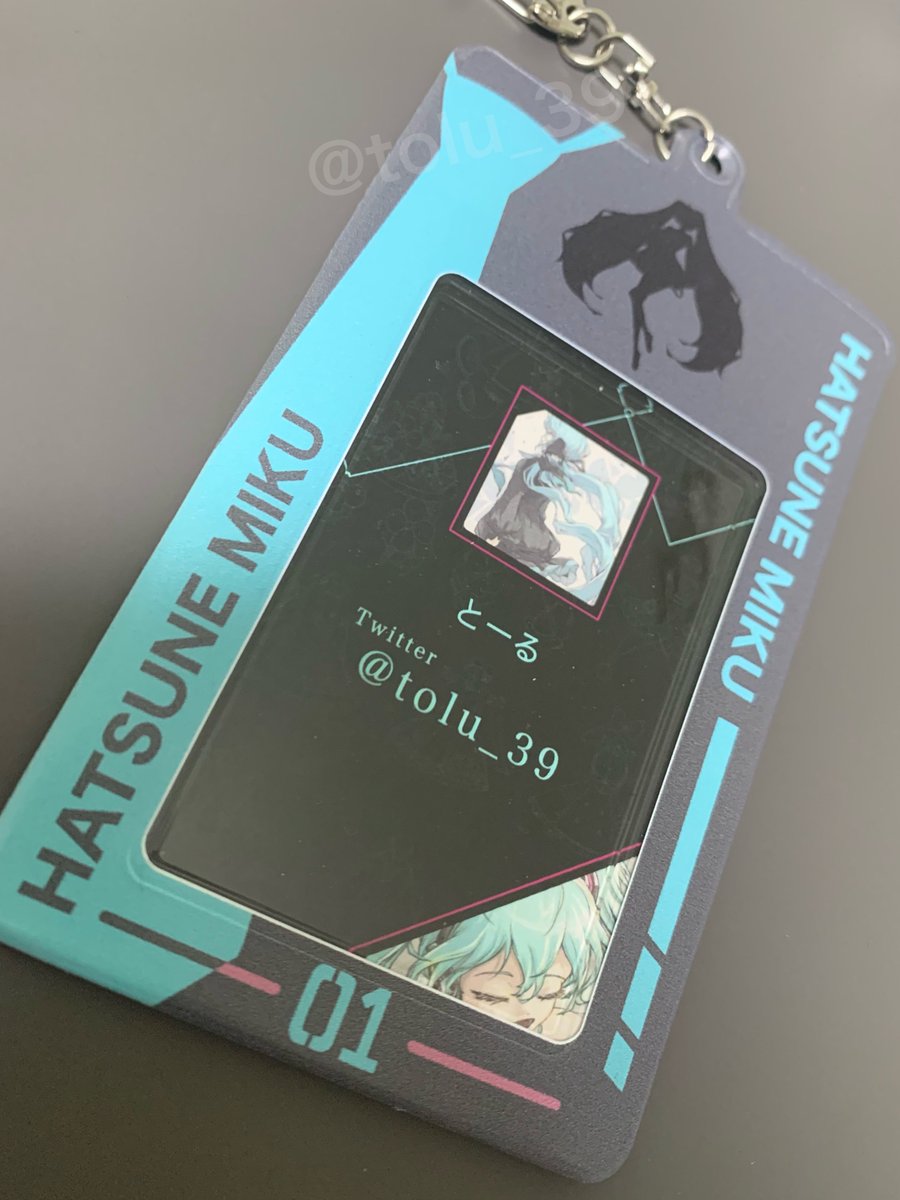 @tolu_39
HATSUNE MIKU
HATSUNE MIKU
とーる
Twitter
@tolu_39
01